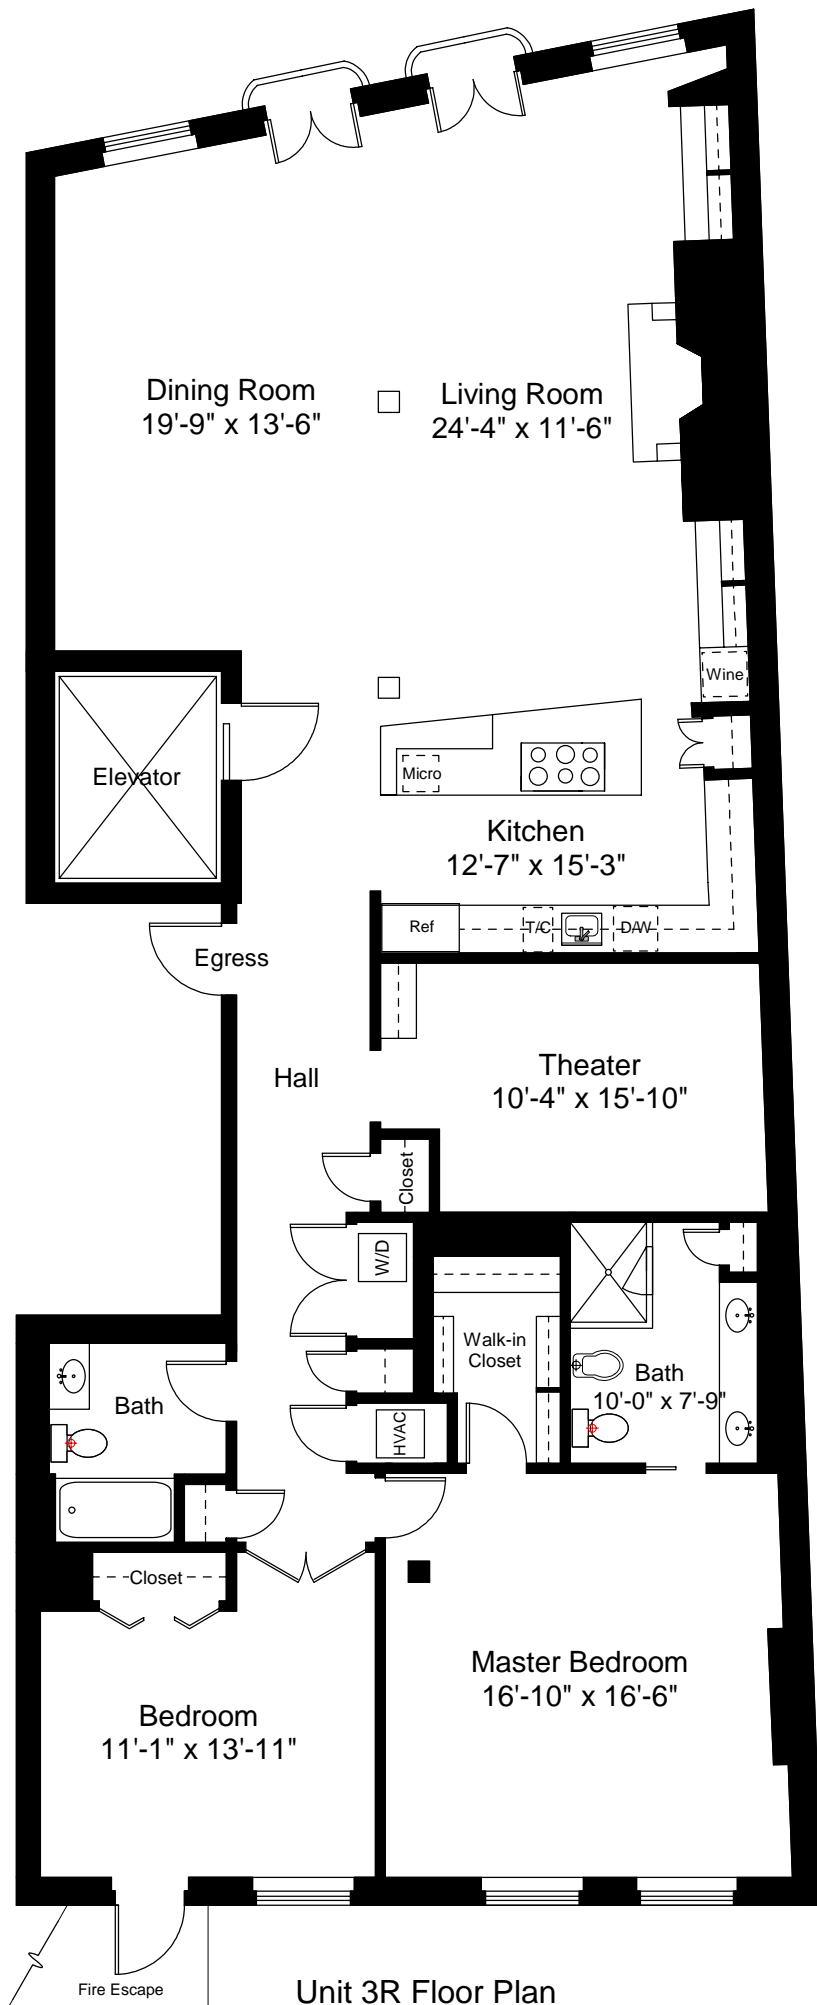 Dining Room
19'-9" x 13'-6"
Living Room
24'-4" x 11'-6"
Wine
Elevator
Micro
Kitchen
12'-7" x 15'-3"
Ref
T/C
D/W
Egress
Hall
Theater
10'-4" x 15'-10"
Closet
W/D
Walk-in
Closet
Bath
10'-0" x 7'-9"
Bath
HVAC
Closet
Master Bedroom
16'-10" x 16'-6"
Bedroom
11'-1" x 13'-11"
Fire Escape
Unit 3R Floor Plan